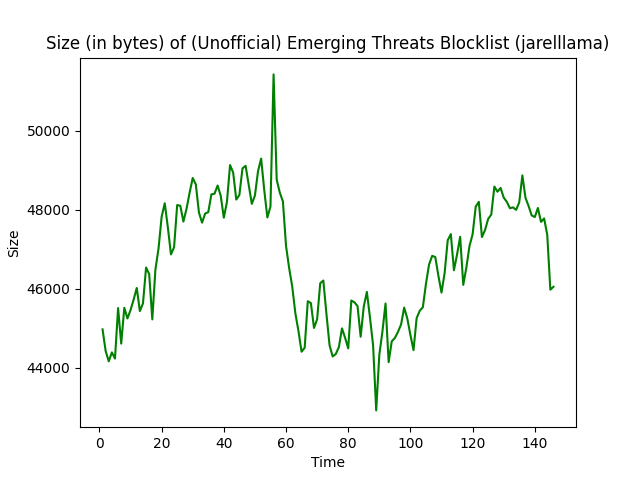 Size (in bytes) of (Unofficial) Emerging Threats Blocklist (jarelllama)
50000
48000
46000
44000
Size
0 20 40 60 80 100 120 140
Time